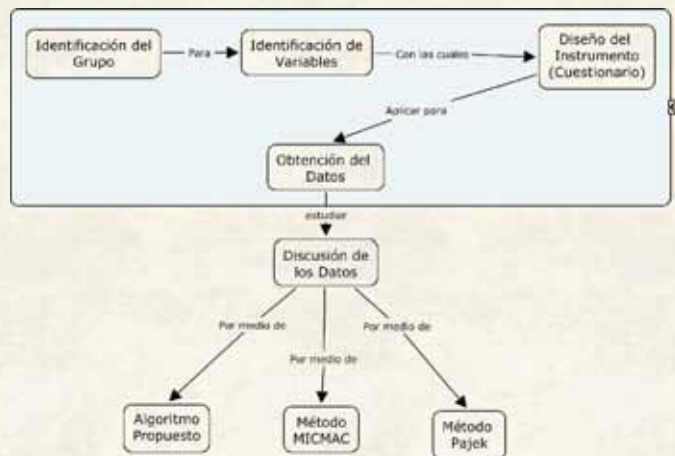 Identificación del
Grupo
Para
Identificación de
Variables
Con las cuales
Diseño del
Instrumento
(Cuestionario)
Aplicar para
Obtención del
Datos
estudiar
Discusión de
los Datos
Por medio de
Por medio de
Por medio de
Algoritmo
Propuesto
Método
MICMAC
Método
Pajek